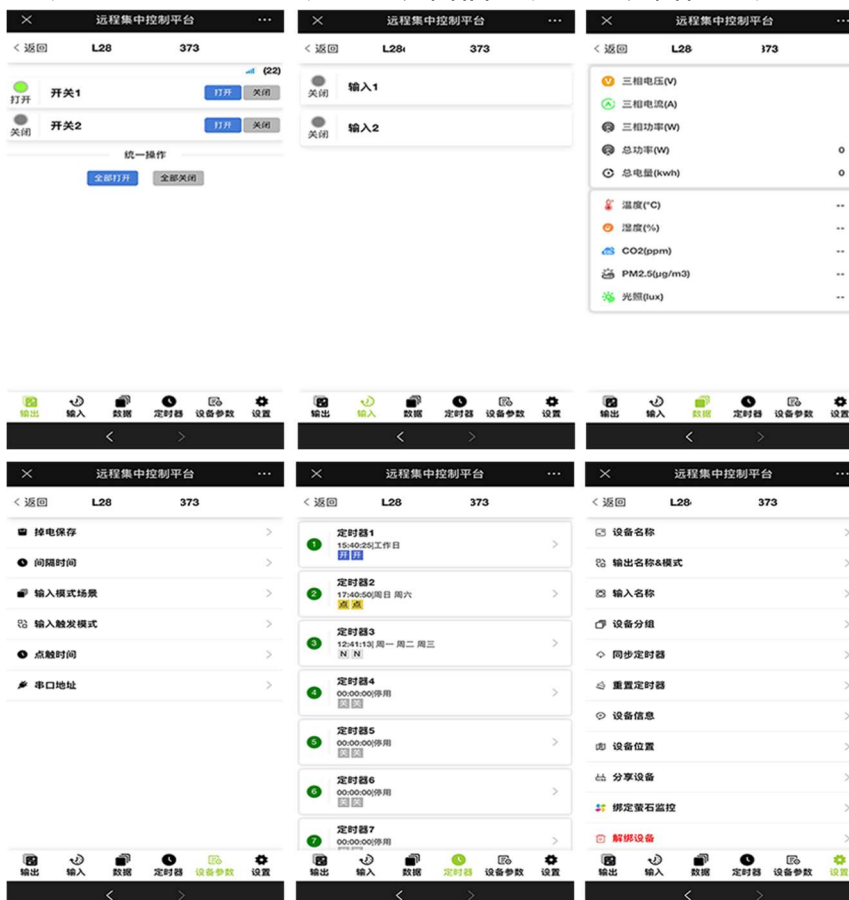 远程集中控制平台
返回 L28 373
(22)
打开 开关1 打开 关闭
关闭 开关2 打开 关闭
统一操作
全部打开 全部关闭
输出 输入 数据 定时器 设备参数 设置
远程集中控制平台
返回 L28 373
关闭 输入1
关闭 输入2
输出 输入 数据 定时器 设备参数 设置
远程集中控制平台
返回 L28 373
三相电压(V)
三相电流(A)
三相功率(W)
总功率(W) 0
总电量(kwh) 0
温度(°C) --
湿度(%) --
CO2(ppm) --
PM2.5(μg/m3) --
光照(lux) --
输出 输入 数据 定时器 设备参数 设置
远程集中控制平台
返回 L28 373
掉电保存
间隔时间
输入模式场景
输入触发模式
点触时间
串口地址
输出 输入 数据 定时器 设备参数 设置
远程集中控制平台
返回 L28 373
1 定时器1
15:40:25|工作日
开 开
2 定时器2
17:40:50|周日 周六
点 点
3 定时器3
12:41:13| 周一 周二 周三
N N
4 定时器4
00:00:00|停用
关 关
5 定时器5
00:00:00|停用
关 关
6 定时器6
00:00:00|停用
关 关
7 定时器7
00:00:00|停用
输出 输入 数据 定时器 设备参数 设置
远程集中控制平台
返回 L28 373
设备名称
输出名称&模式
输入名称
设备分组
同步定时器
重置定时器
设备信息
设备位置
分享设备
绑定萤石监控
解绑设备
输出 输入 数据 定时器 设备参数 设置